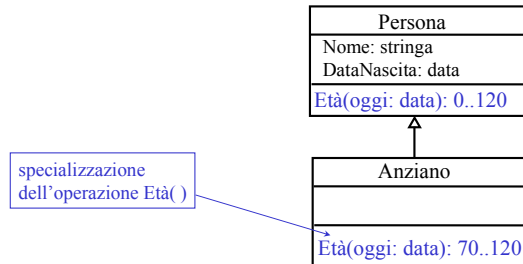 Persona
Nome: stringa
DataNascita: data
Età(oggi: data): 0..120
specializzazione
dell'operazione Età( )
Anziano
Età(oggi: data): 70..120